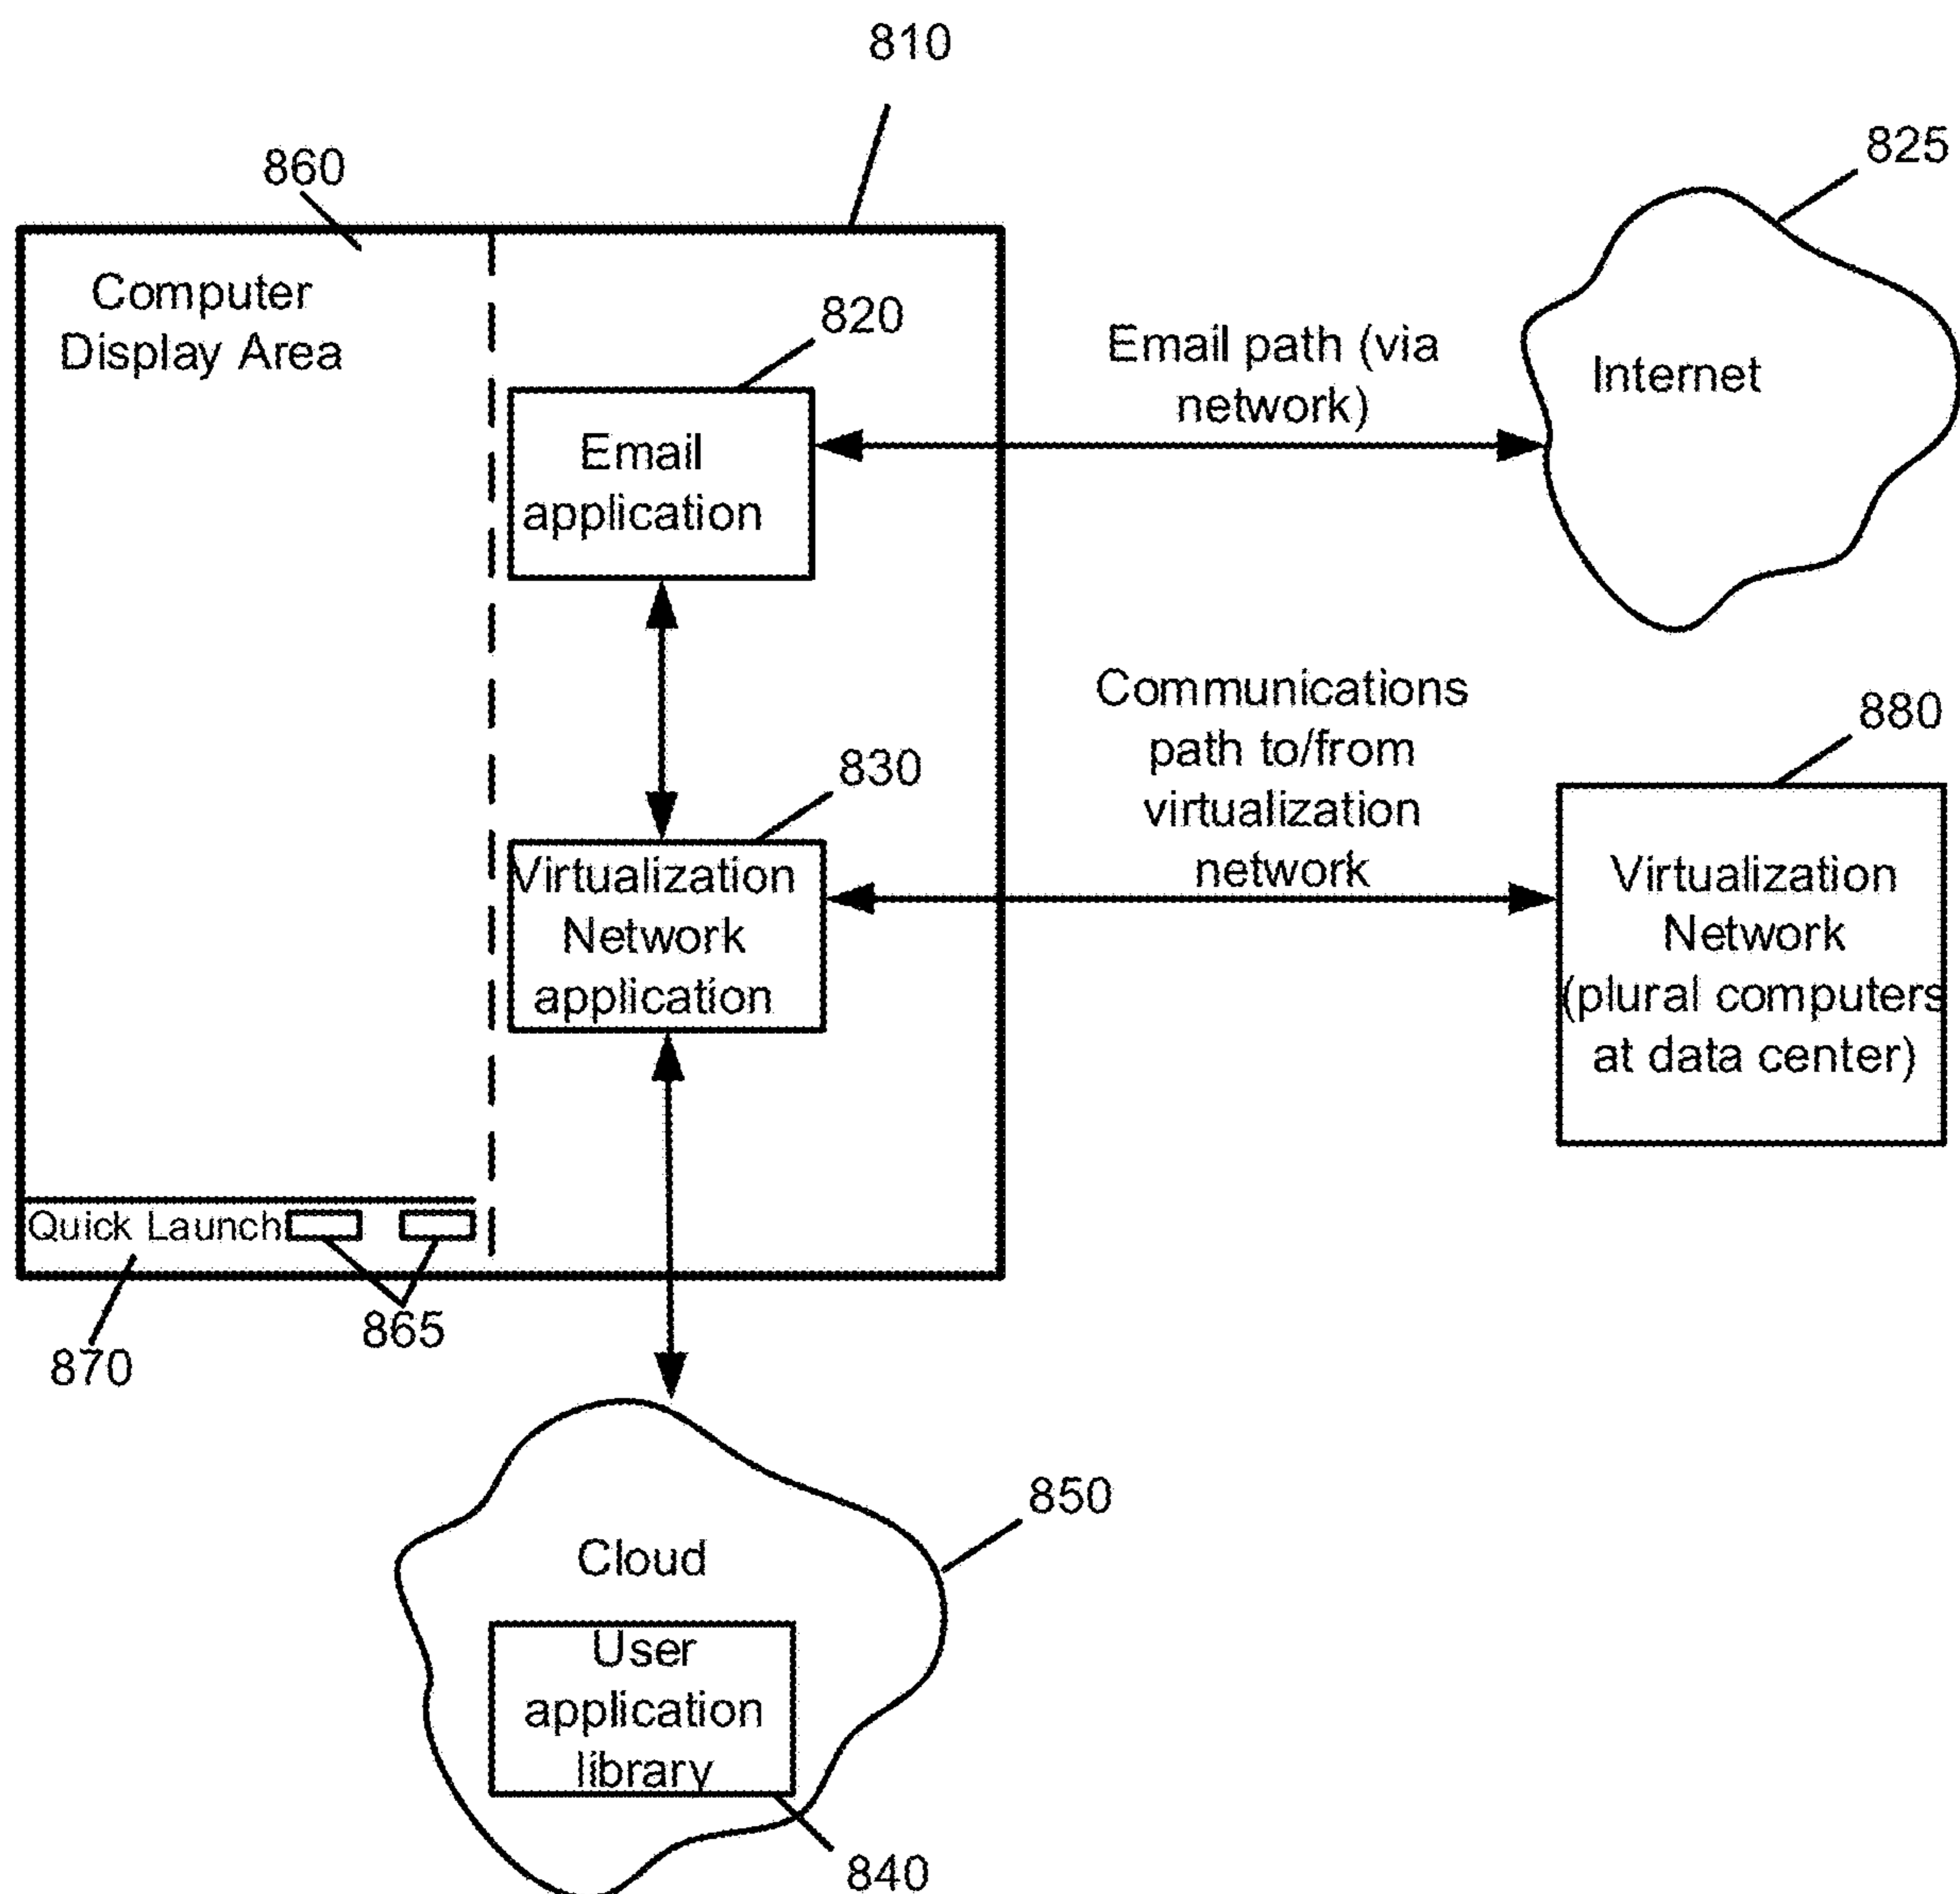 810
825
860
Computer
Display Area
820
Email path (via
network)
Internet
Email
application
Communications
path to/from
virtualization
network
880
830
Virtualization
Network
application
Virtualization
Network
(plural computers
at data center)
Quick Launch
865
870
850
Cloud
User
application
library
840